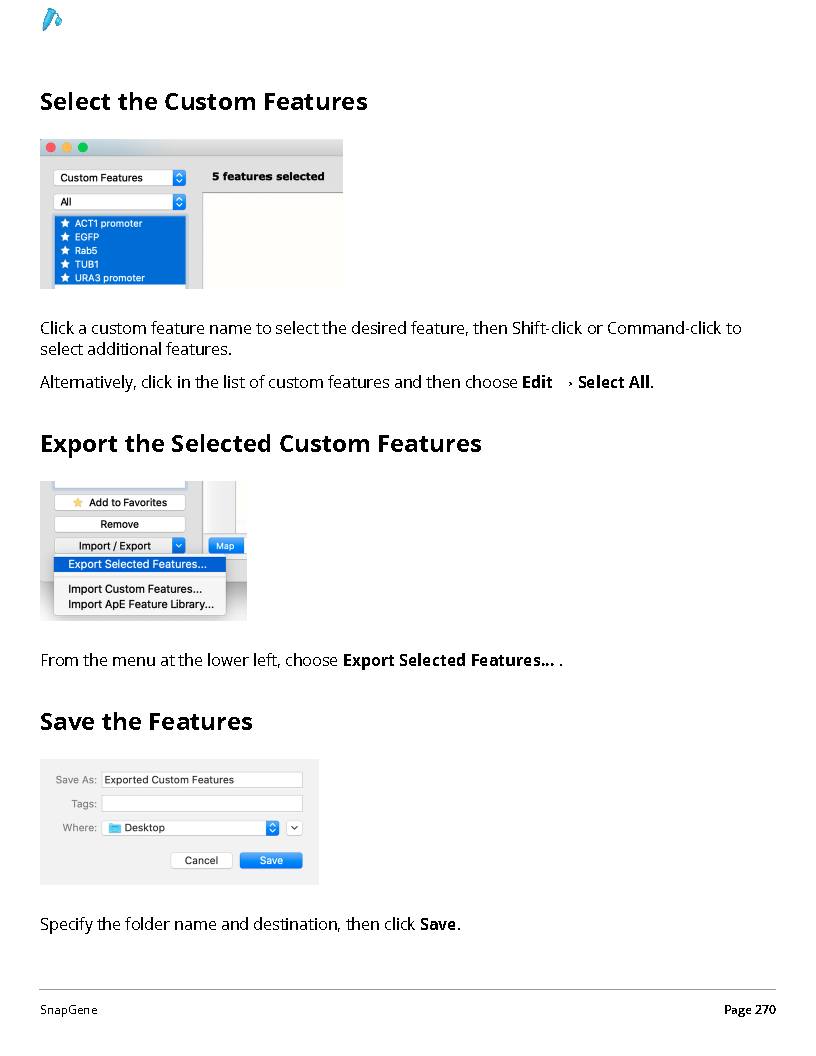 Select the Custom Features
Custom Features
5 features selected
All
★ ACT1 promoter
★ EGFP
★ Rab5
★ TUB1
★ URA3 promoter
Click a custom feature name to select the desired feature, then Shift-click or Command-click to
select additional features.
Alternatively, click in the list of custom features and then choose Edit → Select All.
Export the Selected Custom Features
Add to Favorites
Remove
Import / Export
Map
Export Selected Features...
Import Custom Features...
Import ApE Feature Library...
From the menu at the lower left, choose Export Selected Features... .
Save the Features
Save As: Exported Custom Features
Tags:
Where: Desktop
Cancel Save
Specify the folder name and destination, then click Save.
SnapGene
Page 270